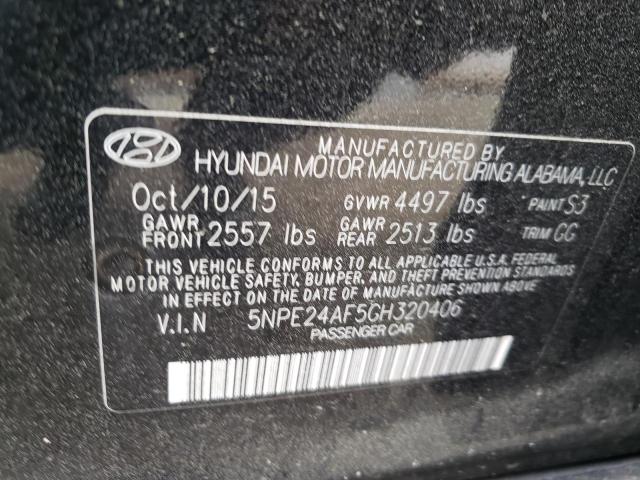 MANUFACTURED BY
HYUNDAI MOTOR MANUFACTURING ALABAMA, LLC
Oct/10/15 GVWR 4497 lbs PAINT S3
GAWR FRONT 2557 lbs GAWR REAR 2513 lbs TRIM GG
THIS VEHICLE CONFORMS TO ALL APPLICABLE U.S.A. FEDERAL
MOTOR VEHICLE SAFETY, BUMPER, AND THEFT PREVENTION STANDARDS
IN EFFECT ON THE DATE OF MANUFACTURE SHOWN ABOVE.
V.I.N 5NPE24AF5GH320406
PASSENGER CAR